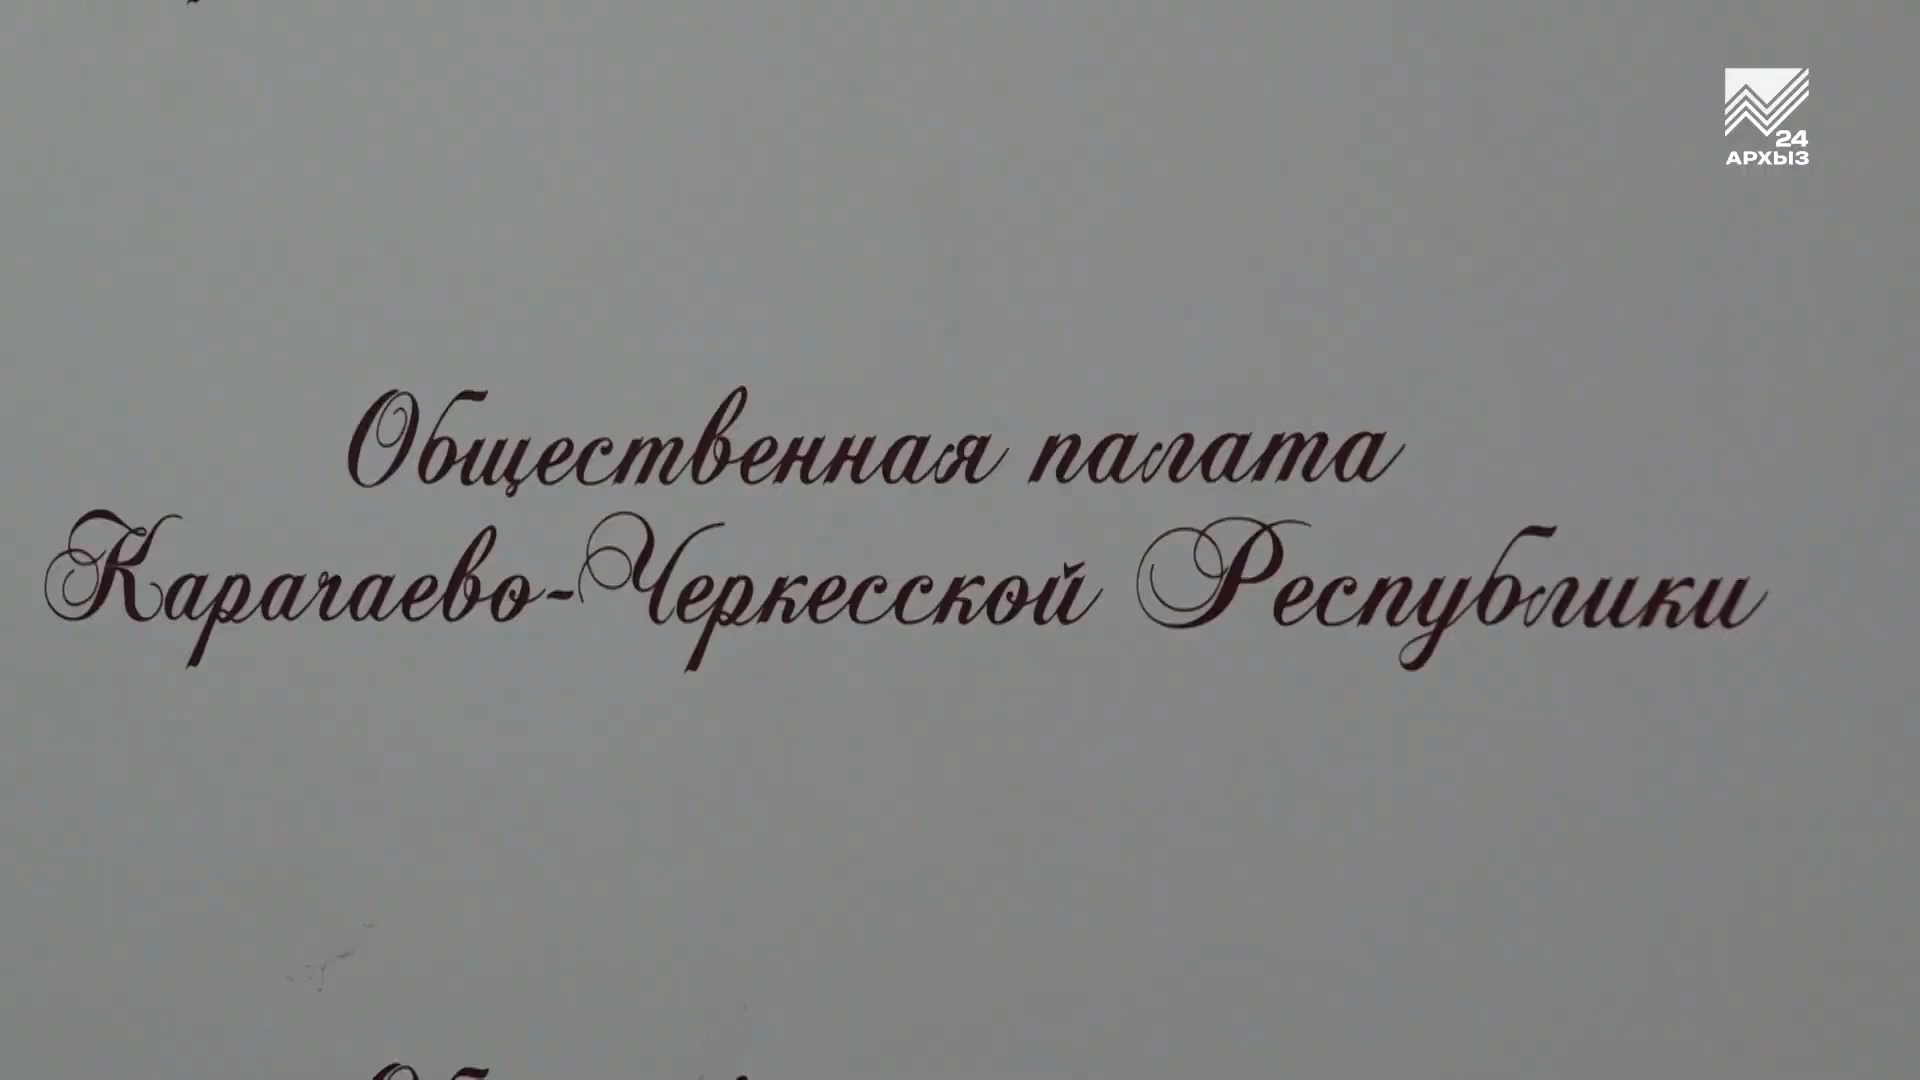 24
АРХЫЗ
Общественная палата
Карачаево-Черкесской Республики